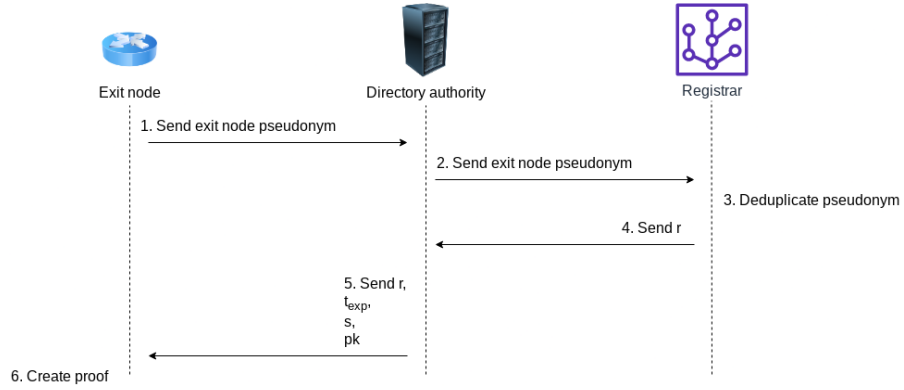 Exit node
Directory authority
Registrar
1. Send exit node pseudonym
2. Send exit node pseudonym
3. Deduplicate pseudonym
4. Send r
5. Send r,
t_exp,
s,
pk
6. Create proof